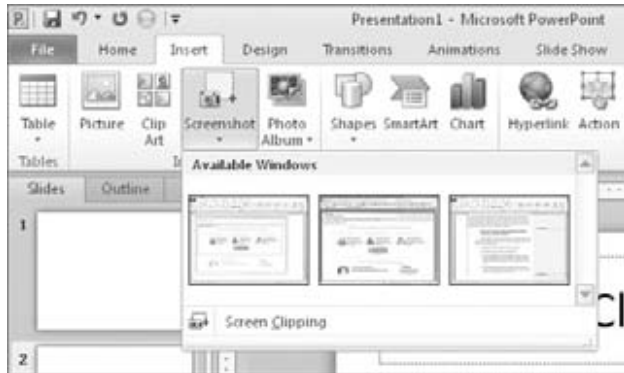 Presentation1 - Microsoft PowerPoint
File Home Insert Design Transitions Animations Slide Show
Table Picture Clip Art Screenshot Photo Album Shapes SmartArt Chart Hyperlink Action
Tables I
Available Windows
Slides Outline
1
Screen Clipping
Cl
2